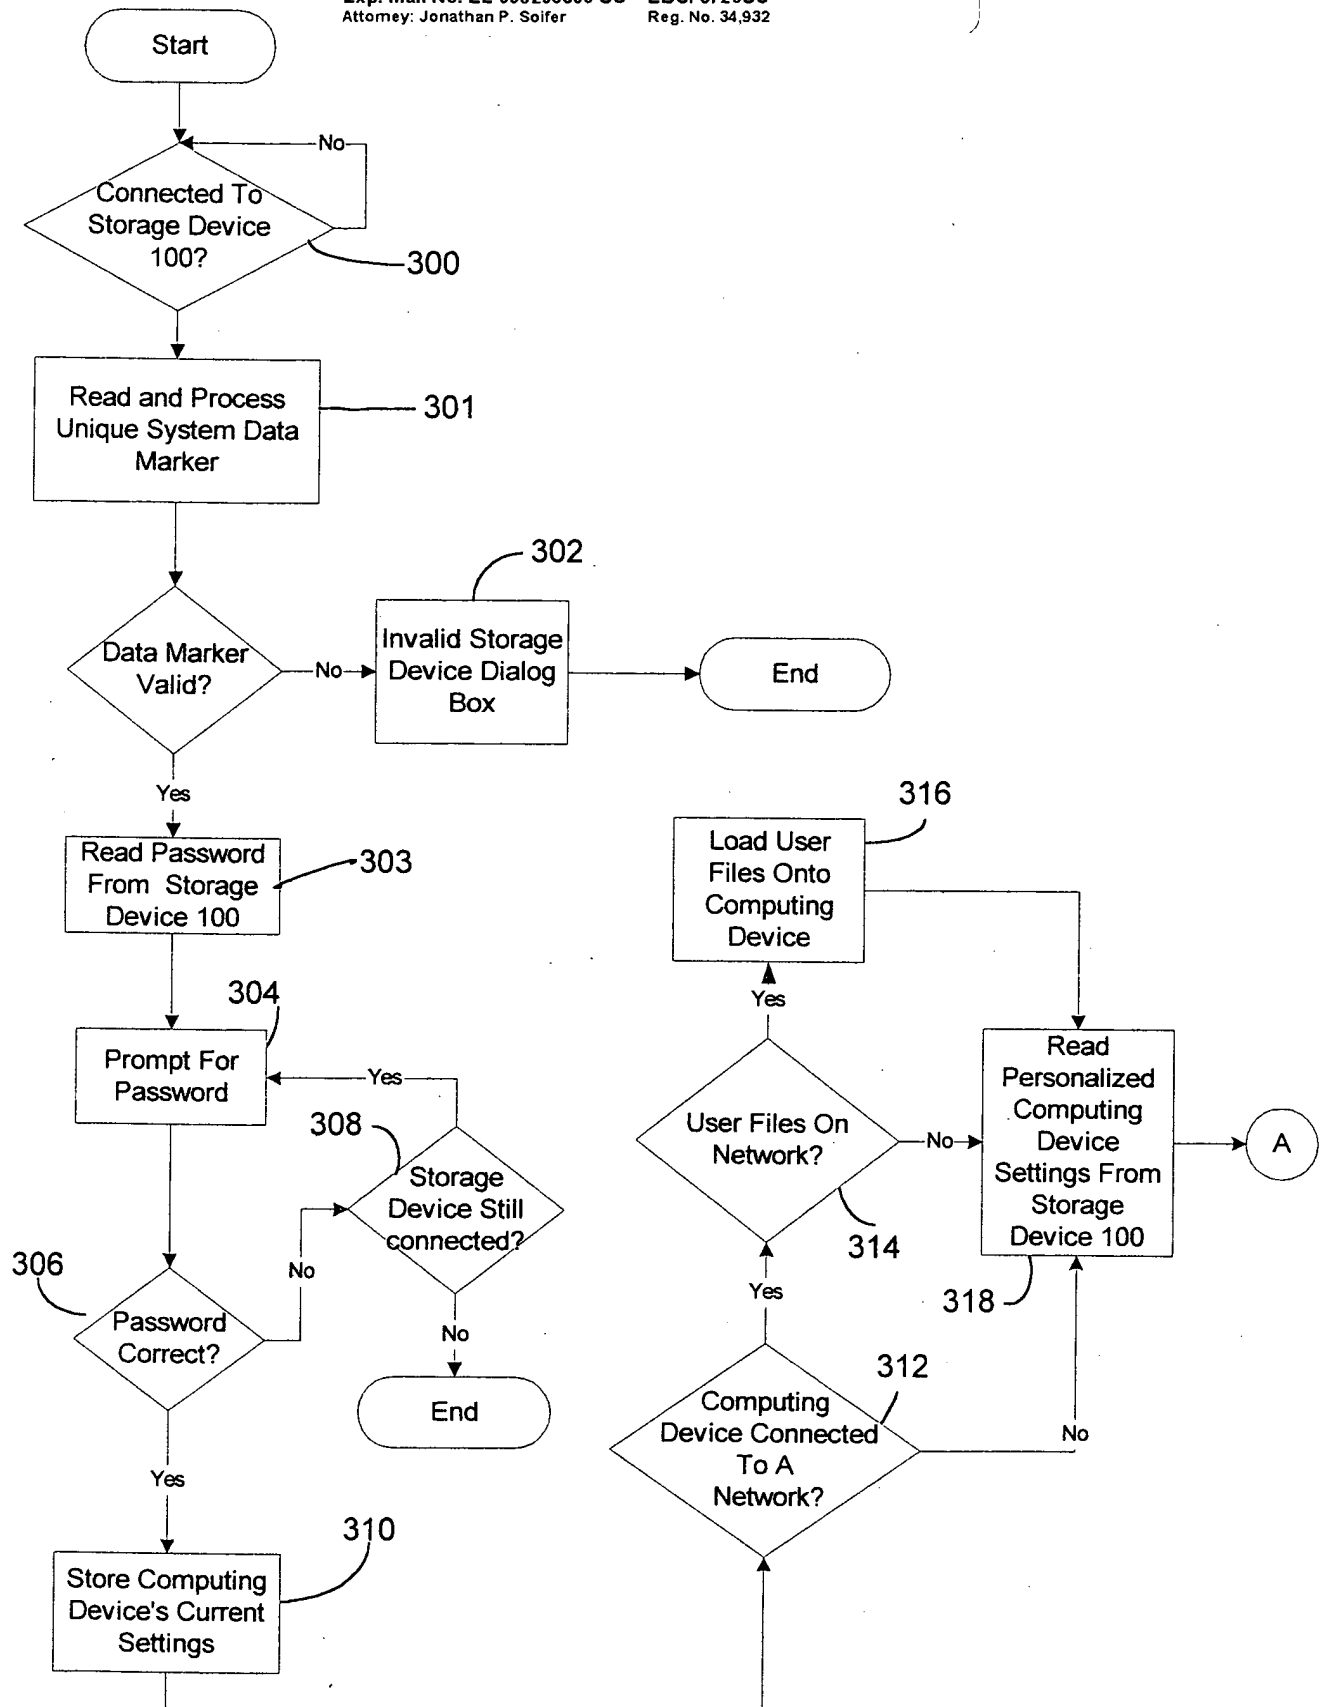 Attorney: Jonathan P. Soifer Reg. No. 34,932
Start
No
Connected To
Storage Device
100?
300
Read and Process
Unique System Data
Marker
301
302
Data Marker
Valid?
No
Invalid Storage
Device Dialog
Box
End
Yes
Read Password
From Storage
Device 100
303
304
Prompt For
Password
Yes
308
Storage
Device Still
connected?
306
No
Password
Correct?
No
End
Yes
310
Store Computing
Device's Current
Settings
316
Load User
Files Onto
Computing
Device
Yes
User Files On
Network?
No
314
Read
Personalized
Computing
Device
Settings From
Storage
Device 100
A
318
Yes
312
Computing
Device Connected
To A
Network?
No